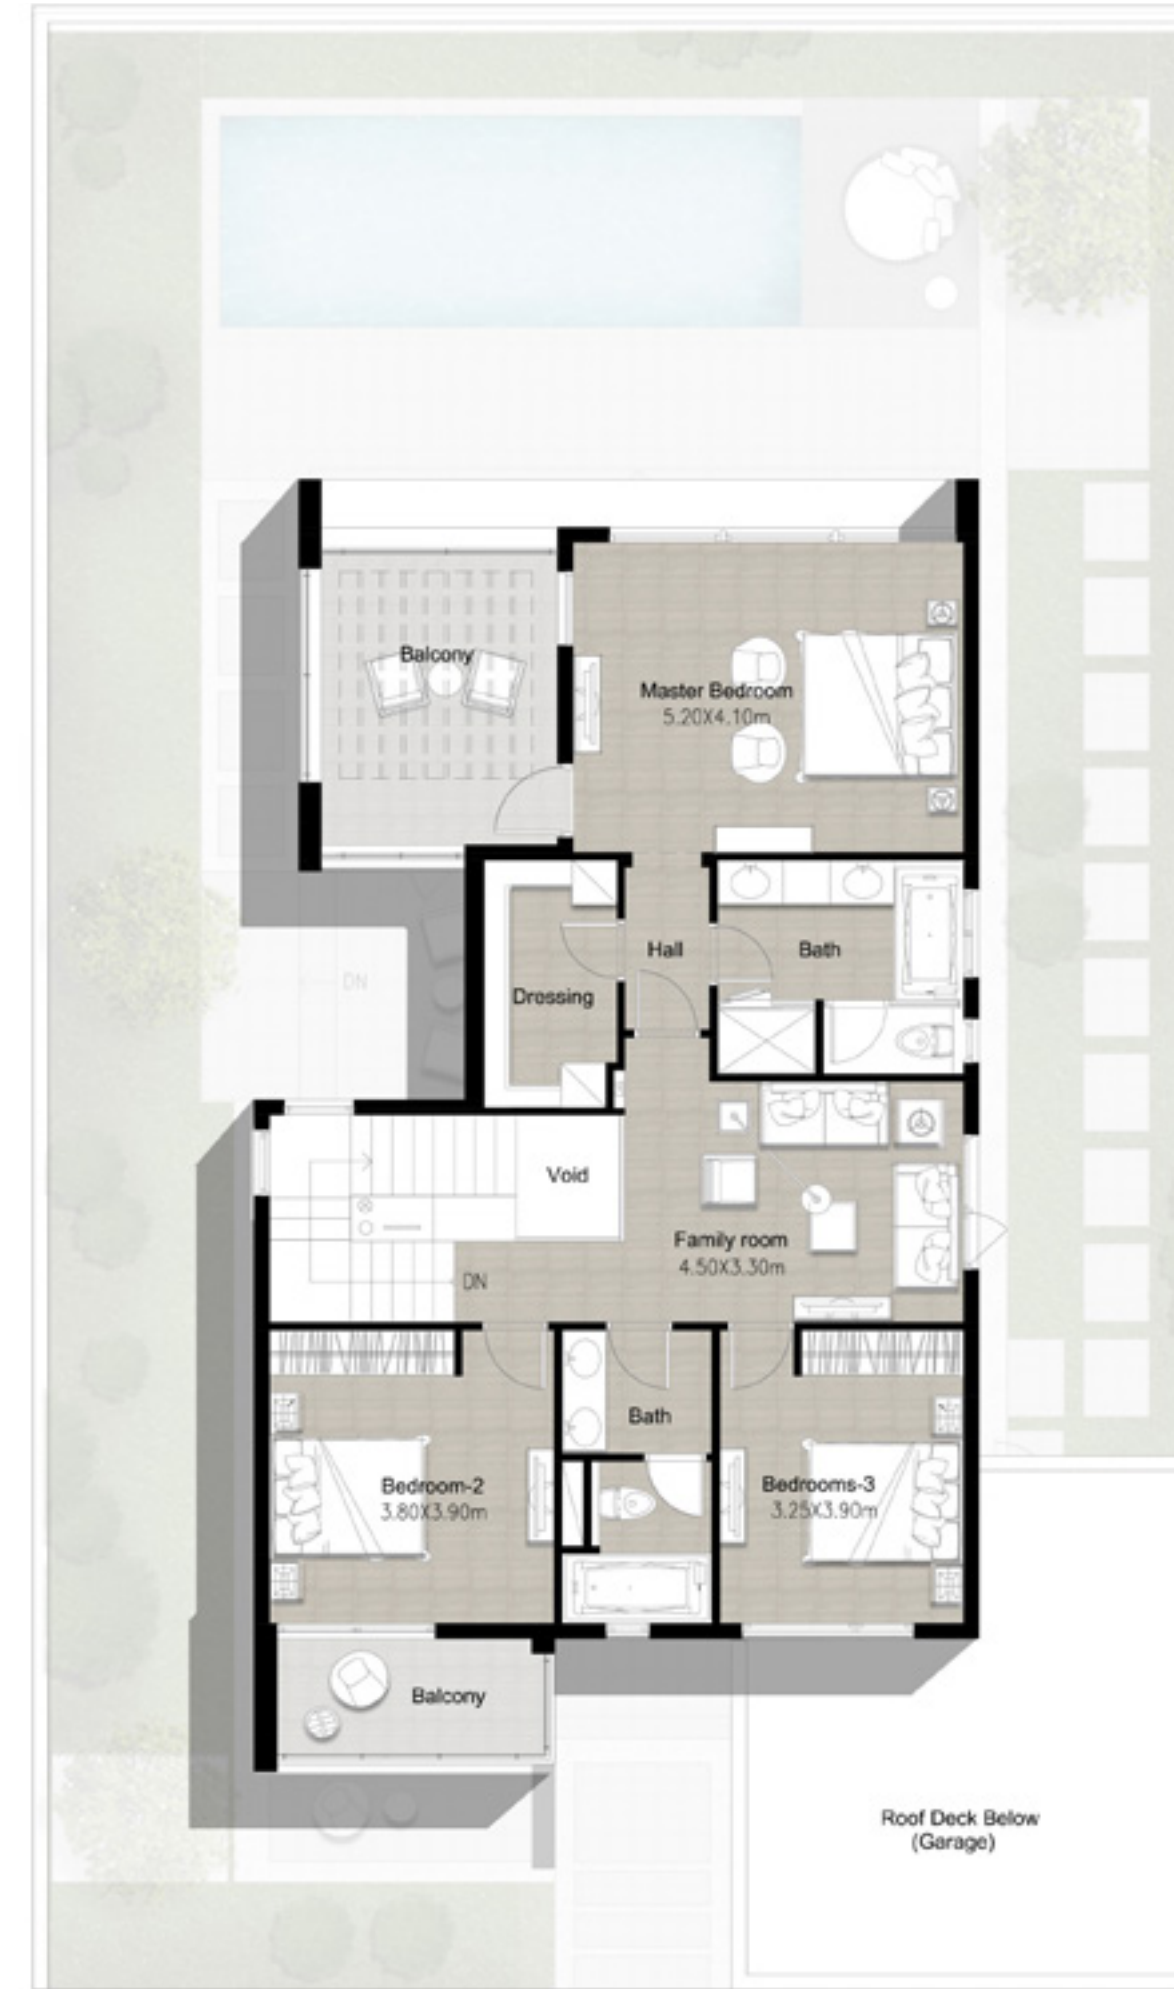 Balcony
Master Bedroom
5.20X4.10m
Hall
Bath
Dressing
DN
Void
Family room
4.50X3.30m
DN
Bath
Bedroom-2
3.80X3.90m
Bedrooms-3
3.25X3.90m
Balcony
Roof Deck Below
(Garage)